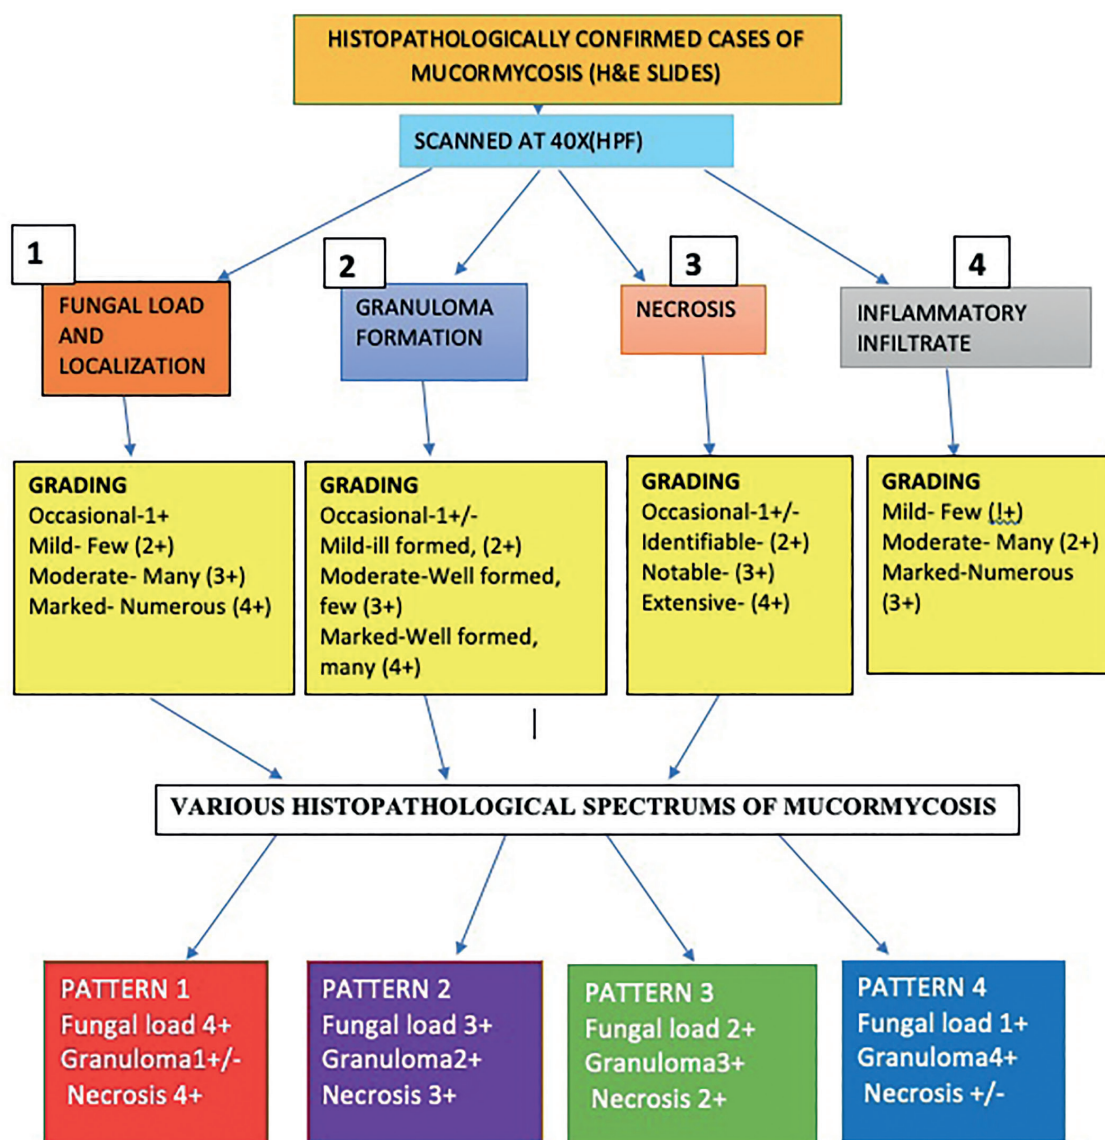 HISTOPATHOLOGICALLY CONFIRMED CASES OF
MUCORMYCOSIS (H&E SLIDES)
SCANNED AT 40X(HPF)
1
FUNGAL LOAD
AND
LOCALIZATION
2
GRANULOMA
FORMATION
3
NECROSIS
4
INFLAMMATORY
INFILTRATE
GRADING
Occasional-1+
Mild- Few (2+)
Moderate- Many (3+)
Marked- Numerous (4+)
GRADING
Occasional-1+/-
Mild-ill formed, (2+)
Moderate-Well formed,
few (3+)
Marked-Well formed,
many (4+)
GRADING
Occasional-1+/-
Identifiable- (2+)
Notable- (3+)
Extensive- (4+)
GRADING
Mild- Few (!+)
Moderate- Many (2+)
Marked-Numerous
(3+)
VARIOUS HISTOPATHOLOGICAL SPECTRUMS OF MUCORMYCOSIS
PATTERN 1
Fungal load 4+
Granuloma1+/-
Necrosis 4+
PATTERN 2
Fungal load 3+
Granuloma2+
Necrosis 3+
PATTERN 3
Fungal load 2+
Granuloma3+
Necrosis 2+
PATTERN 4
Fungal load 1+
Granuloma4+
Necrosis +/-